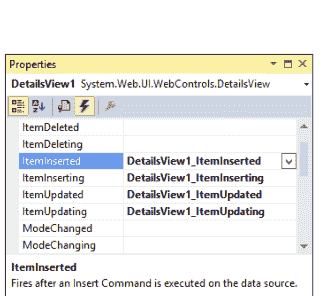 Properties
DetailsView1 System.Web.UI.WebControls.DetailsView
ItemDeleted
ItemDeleting
ItemInserted DetailsView1_ItemInserted
ItemInserting DetailsView1_ItemInserting
ItemUpdated DetailsView1_ItemUpdated
ItemUpdating DetailsView1_ItemUpdating
ModeChanged
ModeChanging
ItemInserted
Fires after an Insert Command is executed on the data source.